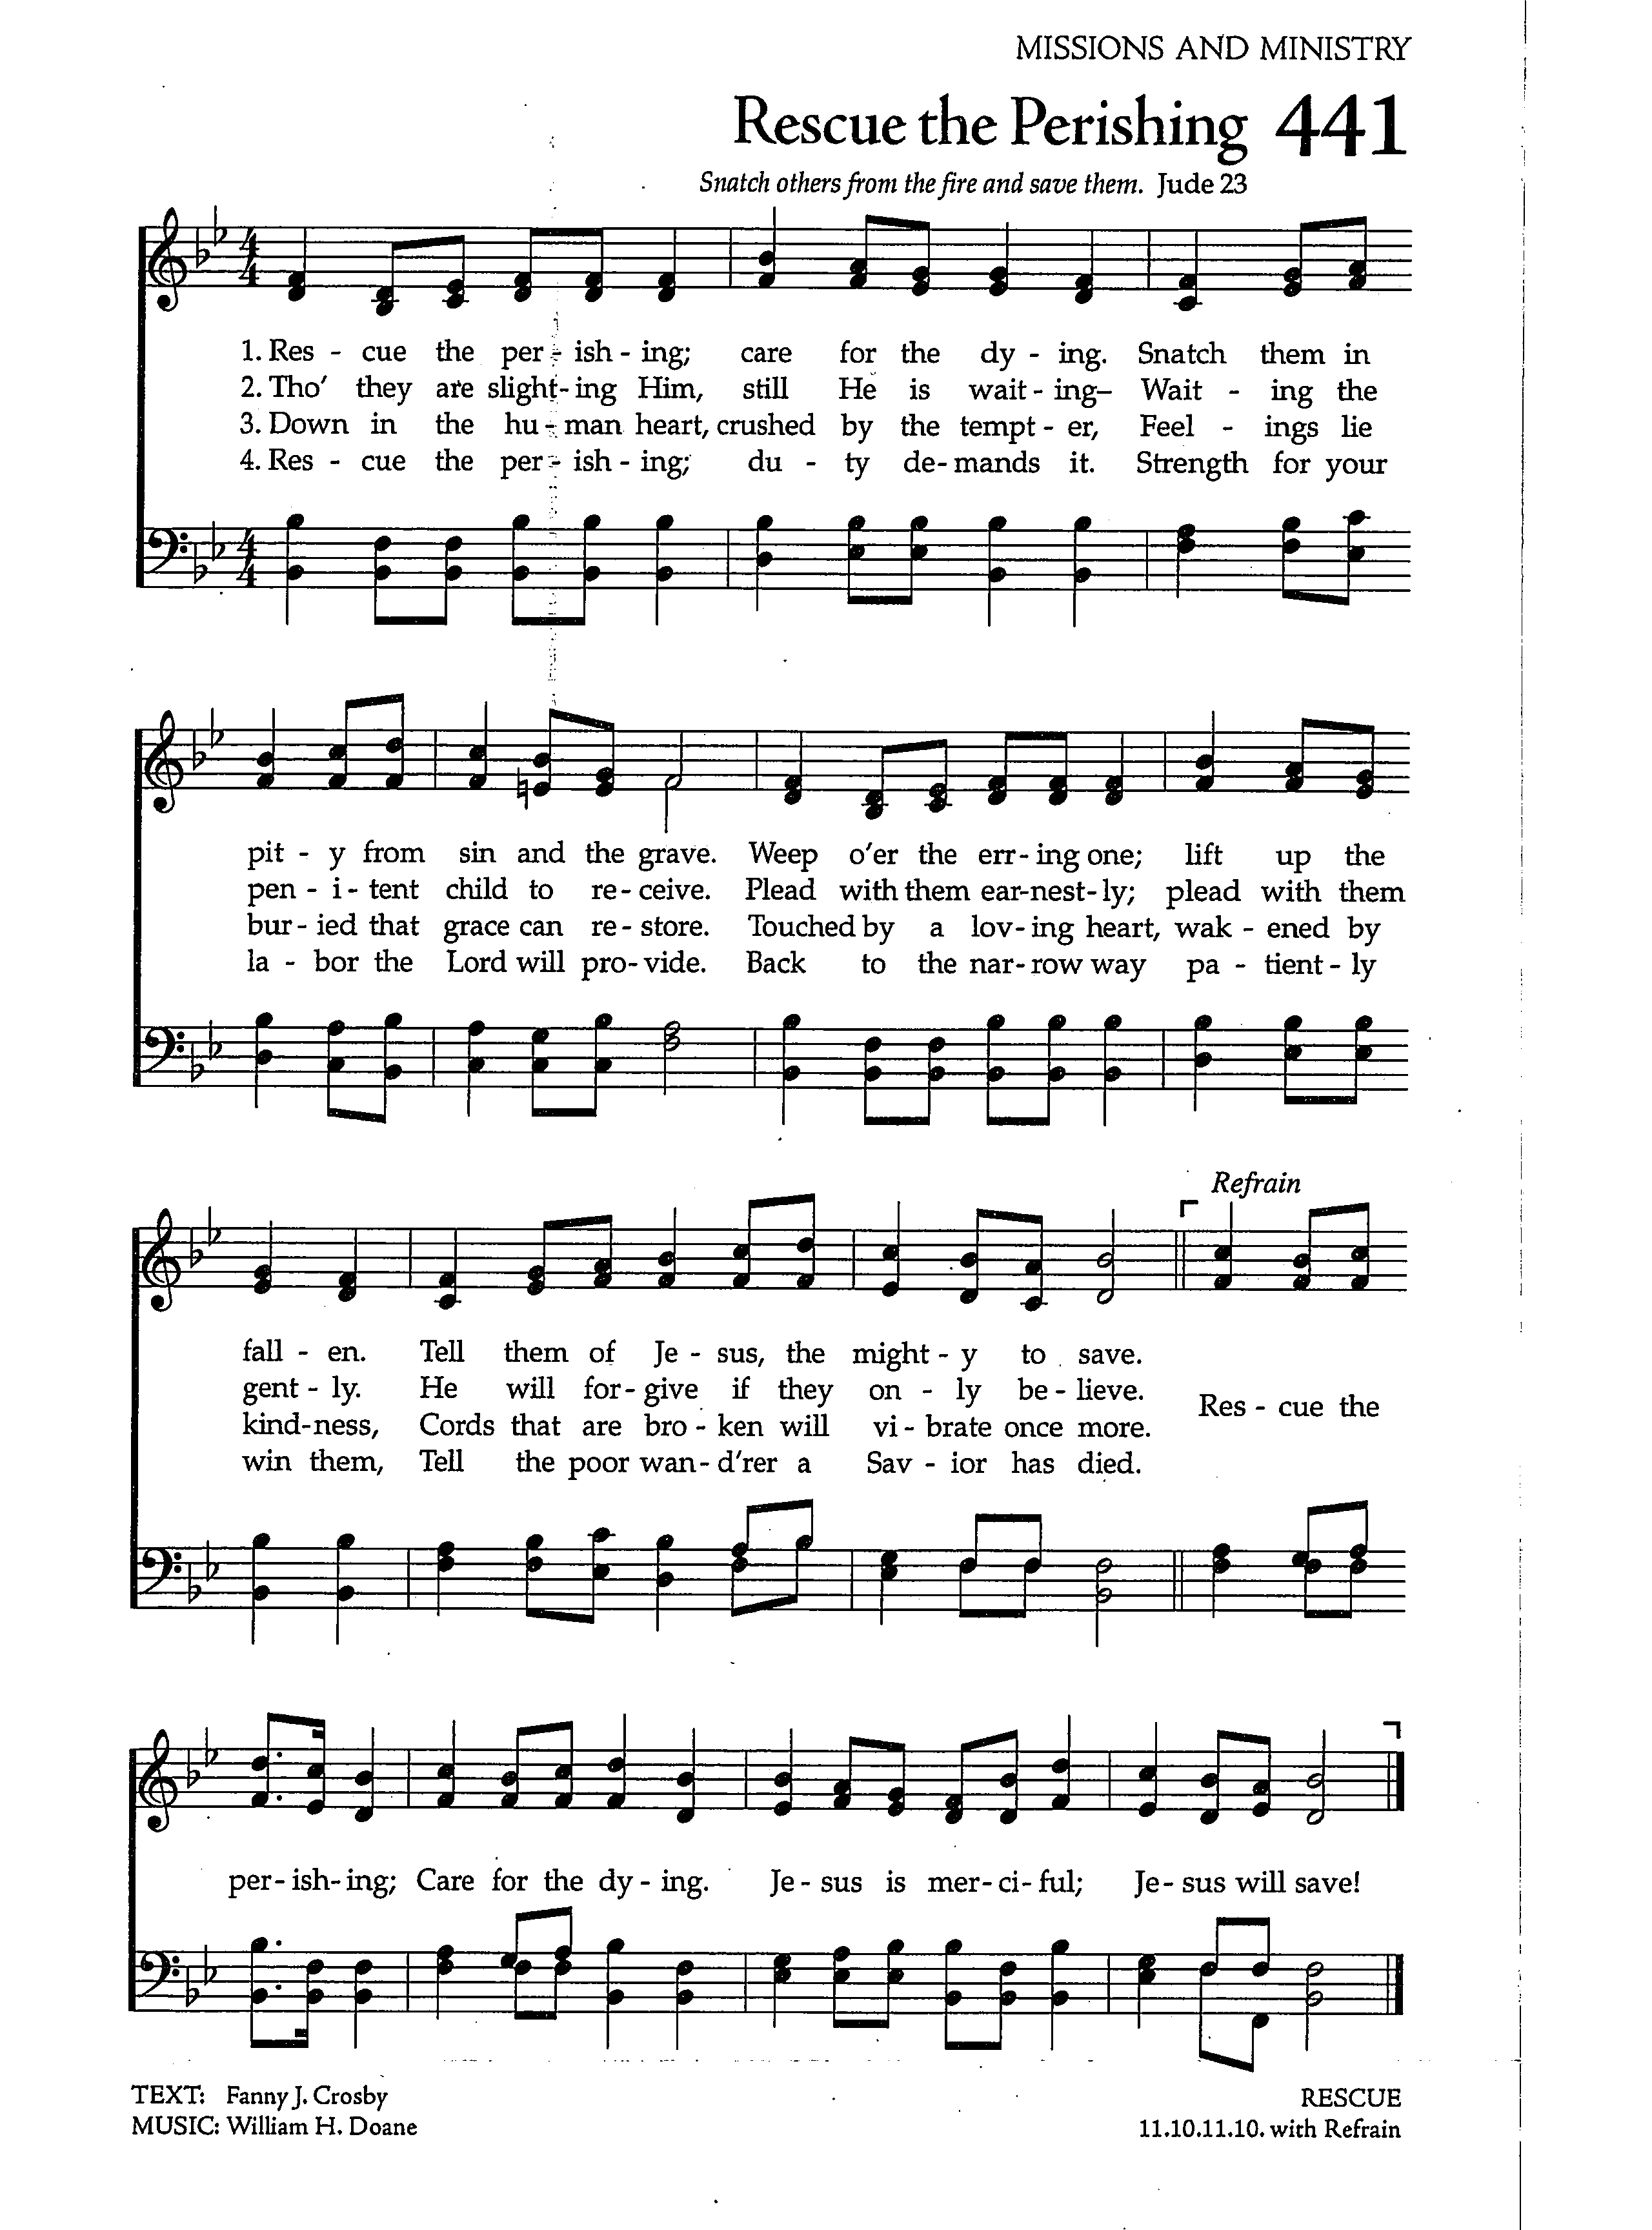 MISSIONS AND MINISTRY
Rescue the Perishing 441
Snatch others from the fire and save them. Jude 23
4 4
1. Res - cue the per - ish - ing; care for the dy - ing. Snatch them in
2. Tho' they are slight - ing Him, still He is wait - ing– Wait - ing the
3. Down in the hu - man heart, crushed by the tempt - er, Feel - ings lie
4. Res - cue the per - ish - ing; du - ty de - mands it. Strength for your
4 4
pit - y from sin and the grave. Weep o'er the err - ing one; lift up the
pen - i - tent child to re - ceive. Plead with them ear - nest - ly; plead with them
bur - ied that grace can re - store. Touched by a lov - ing heart, wak - ened by
la - bor the Lord will pro - vide. Back to the nar - row way pa - tient - ly
Refrain
fall - en. Tell them of Je - sus, the might - y to save.
gent - ly. He will for - give if they on - ly be - lieve.
Res - cue the
kind - ness, Cords that are bro - ken will vi - brate once more.
win them, Tell the poor wan - d'rer a Sav - ior has died.
per - ish - ing; Care for the dy - ing. Je - sus is mer - ci - ful; Je - sus will save!
TEXT: Fanny J. Crosby
MUSIC: William H. Doane
RESCUE
11.10.11.10. with Refrain